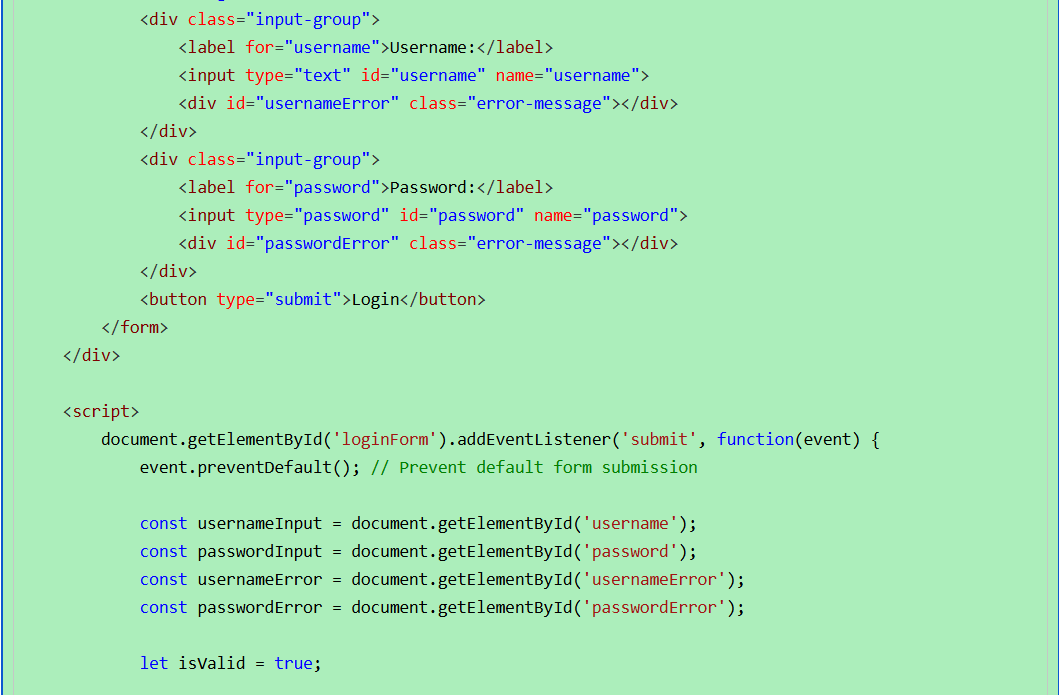 <div class="input-group">
<label for="username">Username:</label>
<input type="text" id="username" name="username">
<div id="usernameError" class="error-message"></div>
</div>
<div class="input-group">
<label for="password">Password:</label>
<input type="password" id="password" name="password">
<div id="passwordError" class="error-message"></div>
</div>
<button type="submit">Login</button>
</form>
</div>
<script>
document.getElementById('loginForm').addEventListener('submit', function(event) {
event.preventDefault(); // Prevent default form submission
const usernameInput = document.getElementById('username');
const passwordInput = document.getElementById('password');
const usernameError = document.getElementById('usernameError');
const passwordError = document.getElementById('passwordError');
let isValid = true;